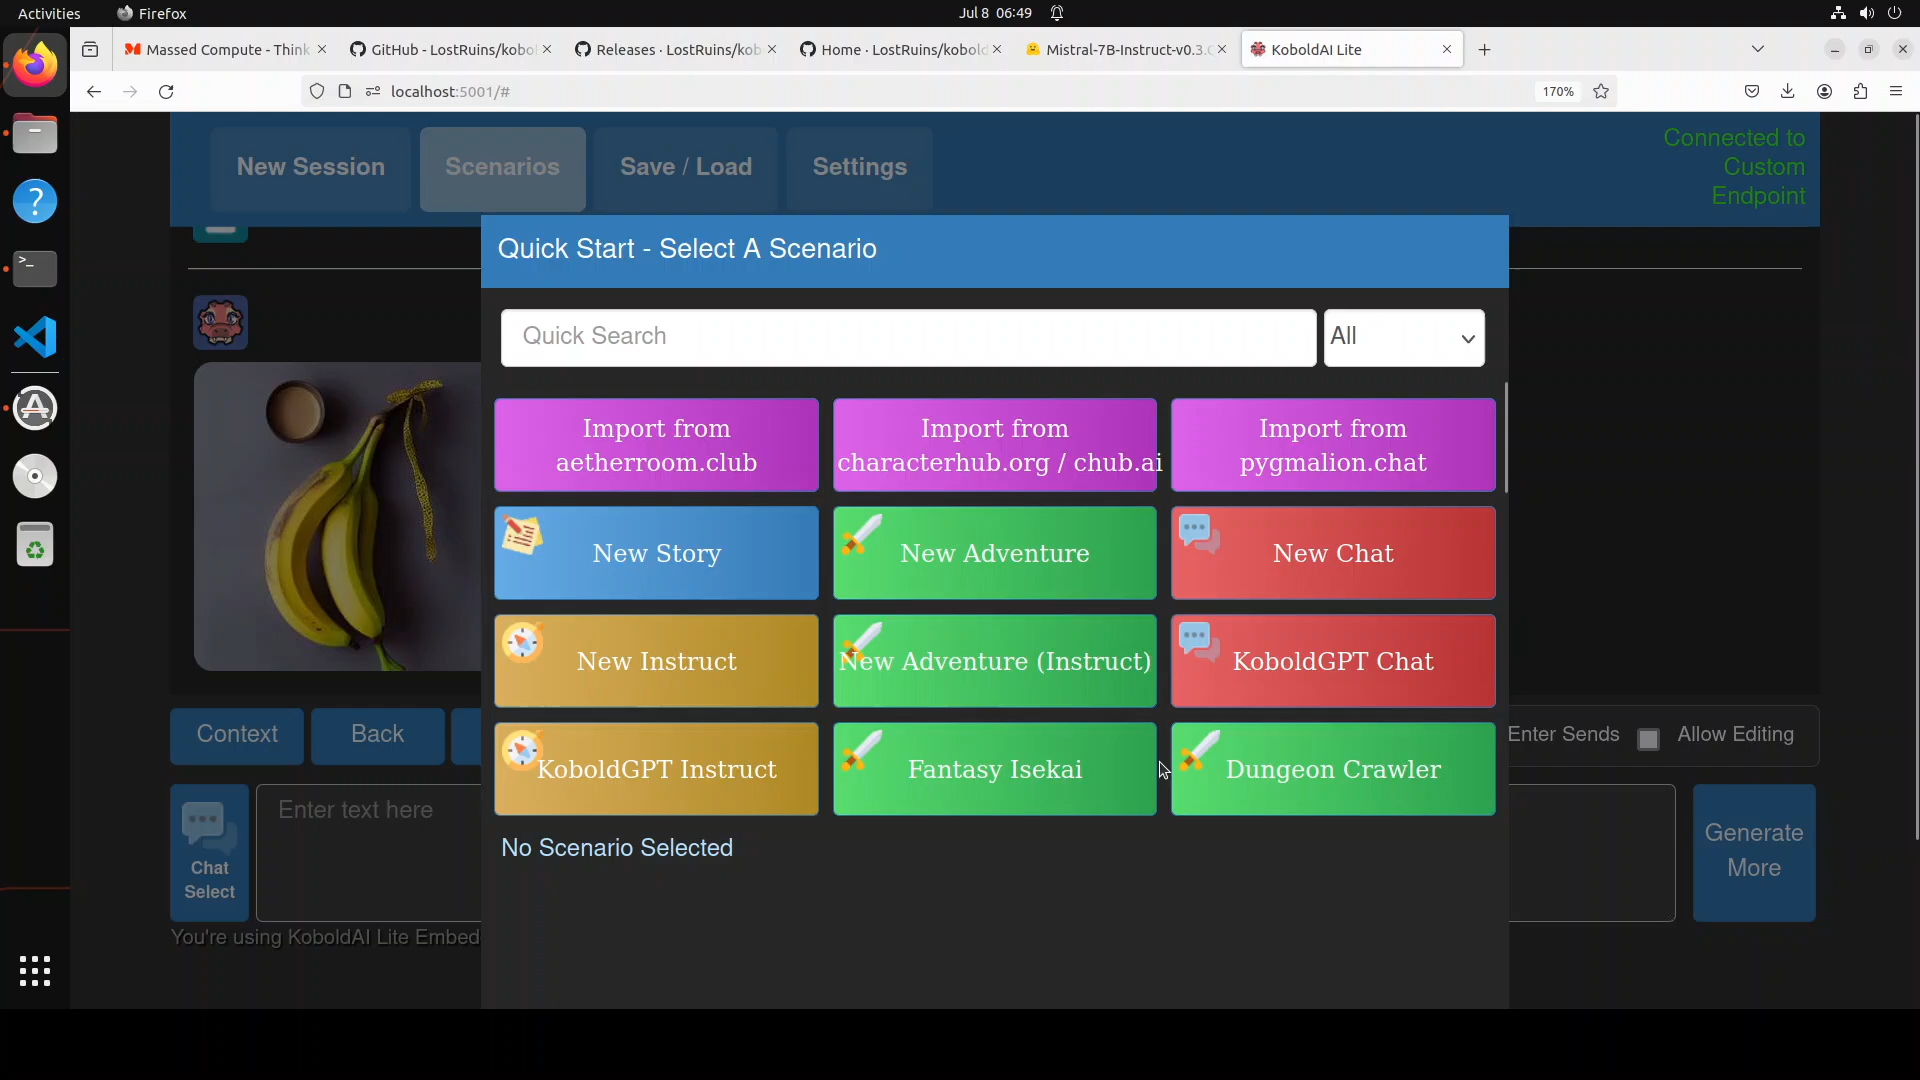 Activities
Firefox
Jul 8 06:49
Massed Compute - Think
GitHub - LostRuins/kobo
Releases · LostRuins/kob
Home · LostRuins/kobold
Mistral-7B-Instruct-v0.3.
KoboldAI Lite
localhost:5001/#
170%
New Session
Scenarios
Save / Load
Settings
Connected to
Custom
Endpoint
Quick Start - Select A Scenario
Quick Search
All
Import from
aetherroom.club
Import from
characterhub.org / chub.ai
Import from
pygmalion.chat
New Story
New Adventure
New Chat
New Instruct
New Adventure (Instruct)
KoboldGPT Chat
KoboldGPT Instruct
Fantasy Isekai
Dungeon Crawler
No Scenario Selected
Context
Back
Enter Sends
Allow Editing
Chat
Select
Enter text here
Generate
More
You're using KoboldAI Lite Embed